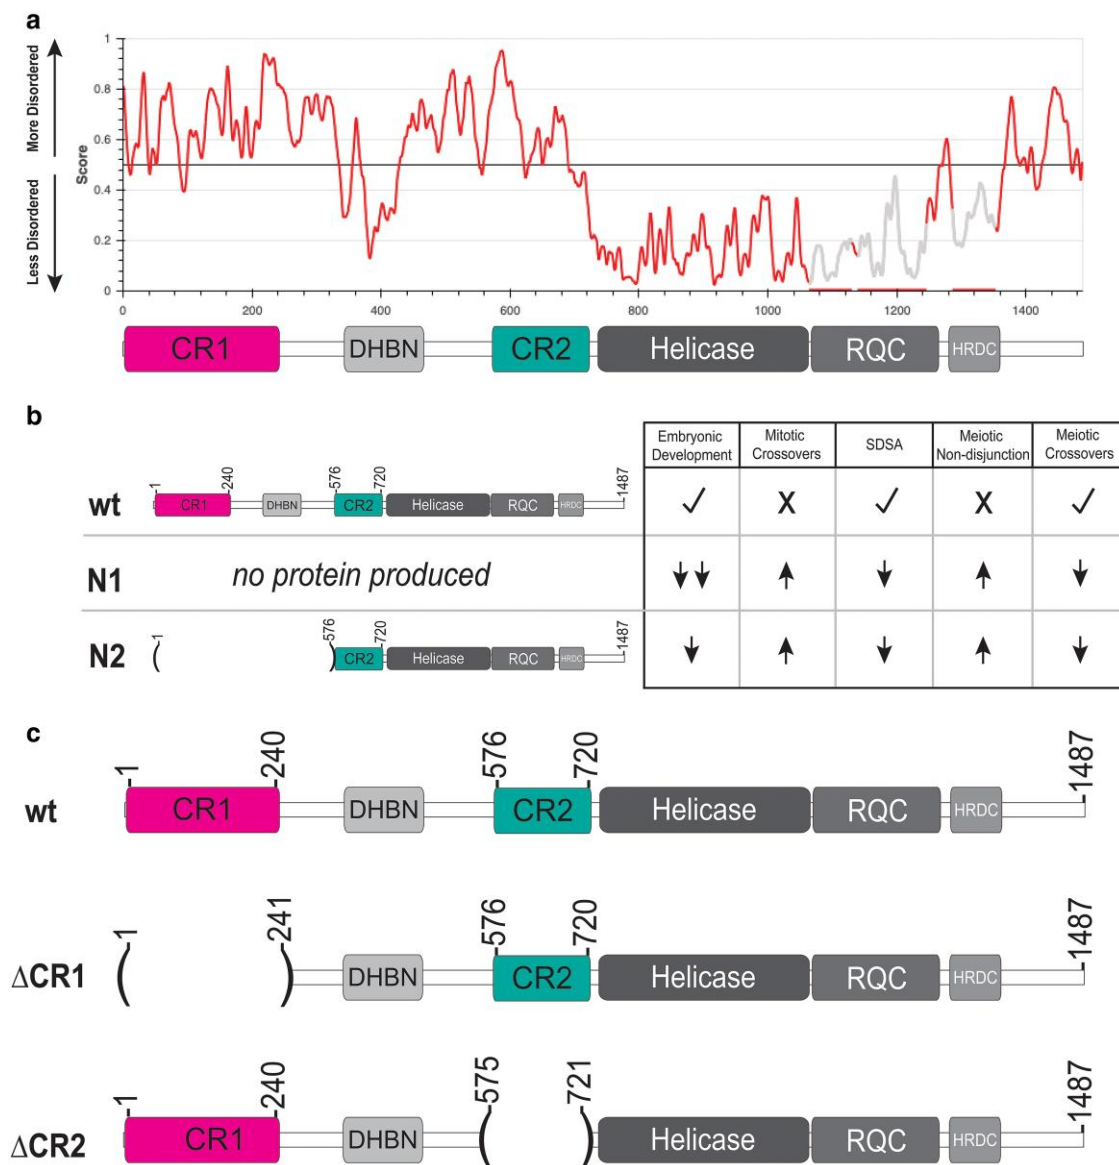 a
More Disordered
Less Disordered
Score
1
0.8
0.6
0.4
0.2
0
0 200 400 600 800 1000 1200 1400
CR1 DHBN CR2 Helicase RQC HRDC
b
Embryonic Development Mitotic Crossovers SDSA Meiotic Non-disjunction Meiotic Crossovers
1 240 576 720 1487
wt CR1 DHBN CR2 Helicase RQC HRDC ✓ X ✓ X ✓
N1 no protein produced ↓↓ ↑ ↓ ↑ ↓
1 576 720 1487
N2 ( ) CR2 Helicase RQC HRDC ↓ ↑ ↓ ↑ ↓
c
1 240 576 720 1487
wt CR1 DHBN CR2 Helicase RQC HRDC
1 241 576 720 1487
ΔCR1 ( ) DHBN CR2 Helicase RQC HRDC
1 240 575 721 1487
ΔCR2 CR1 DHBN ( ) Helicase RQC HRDC